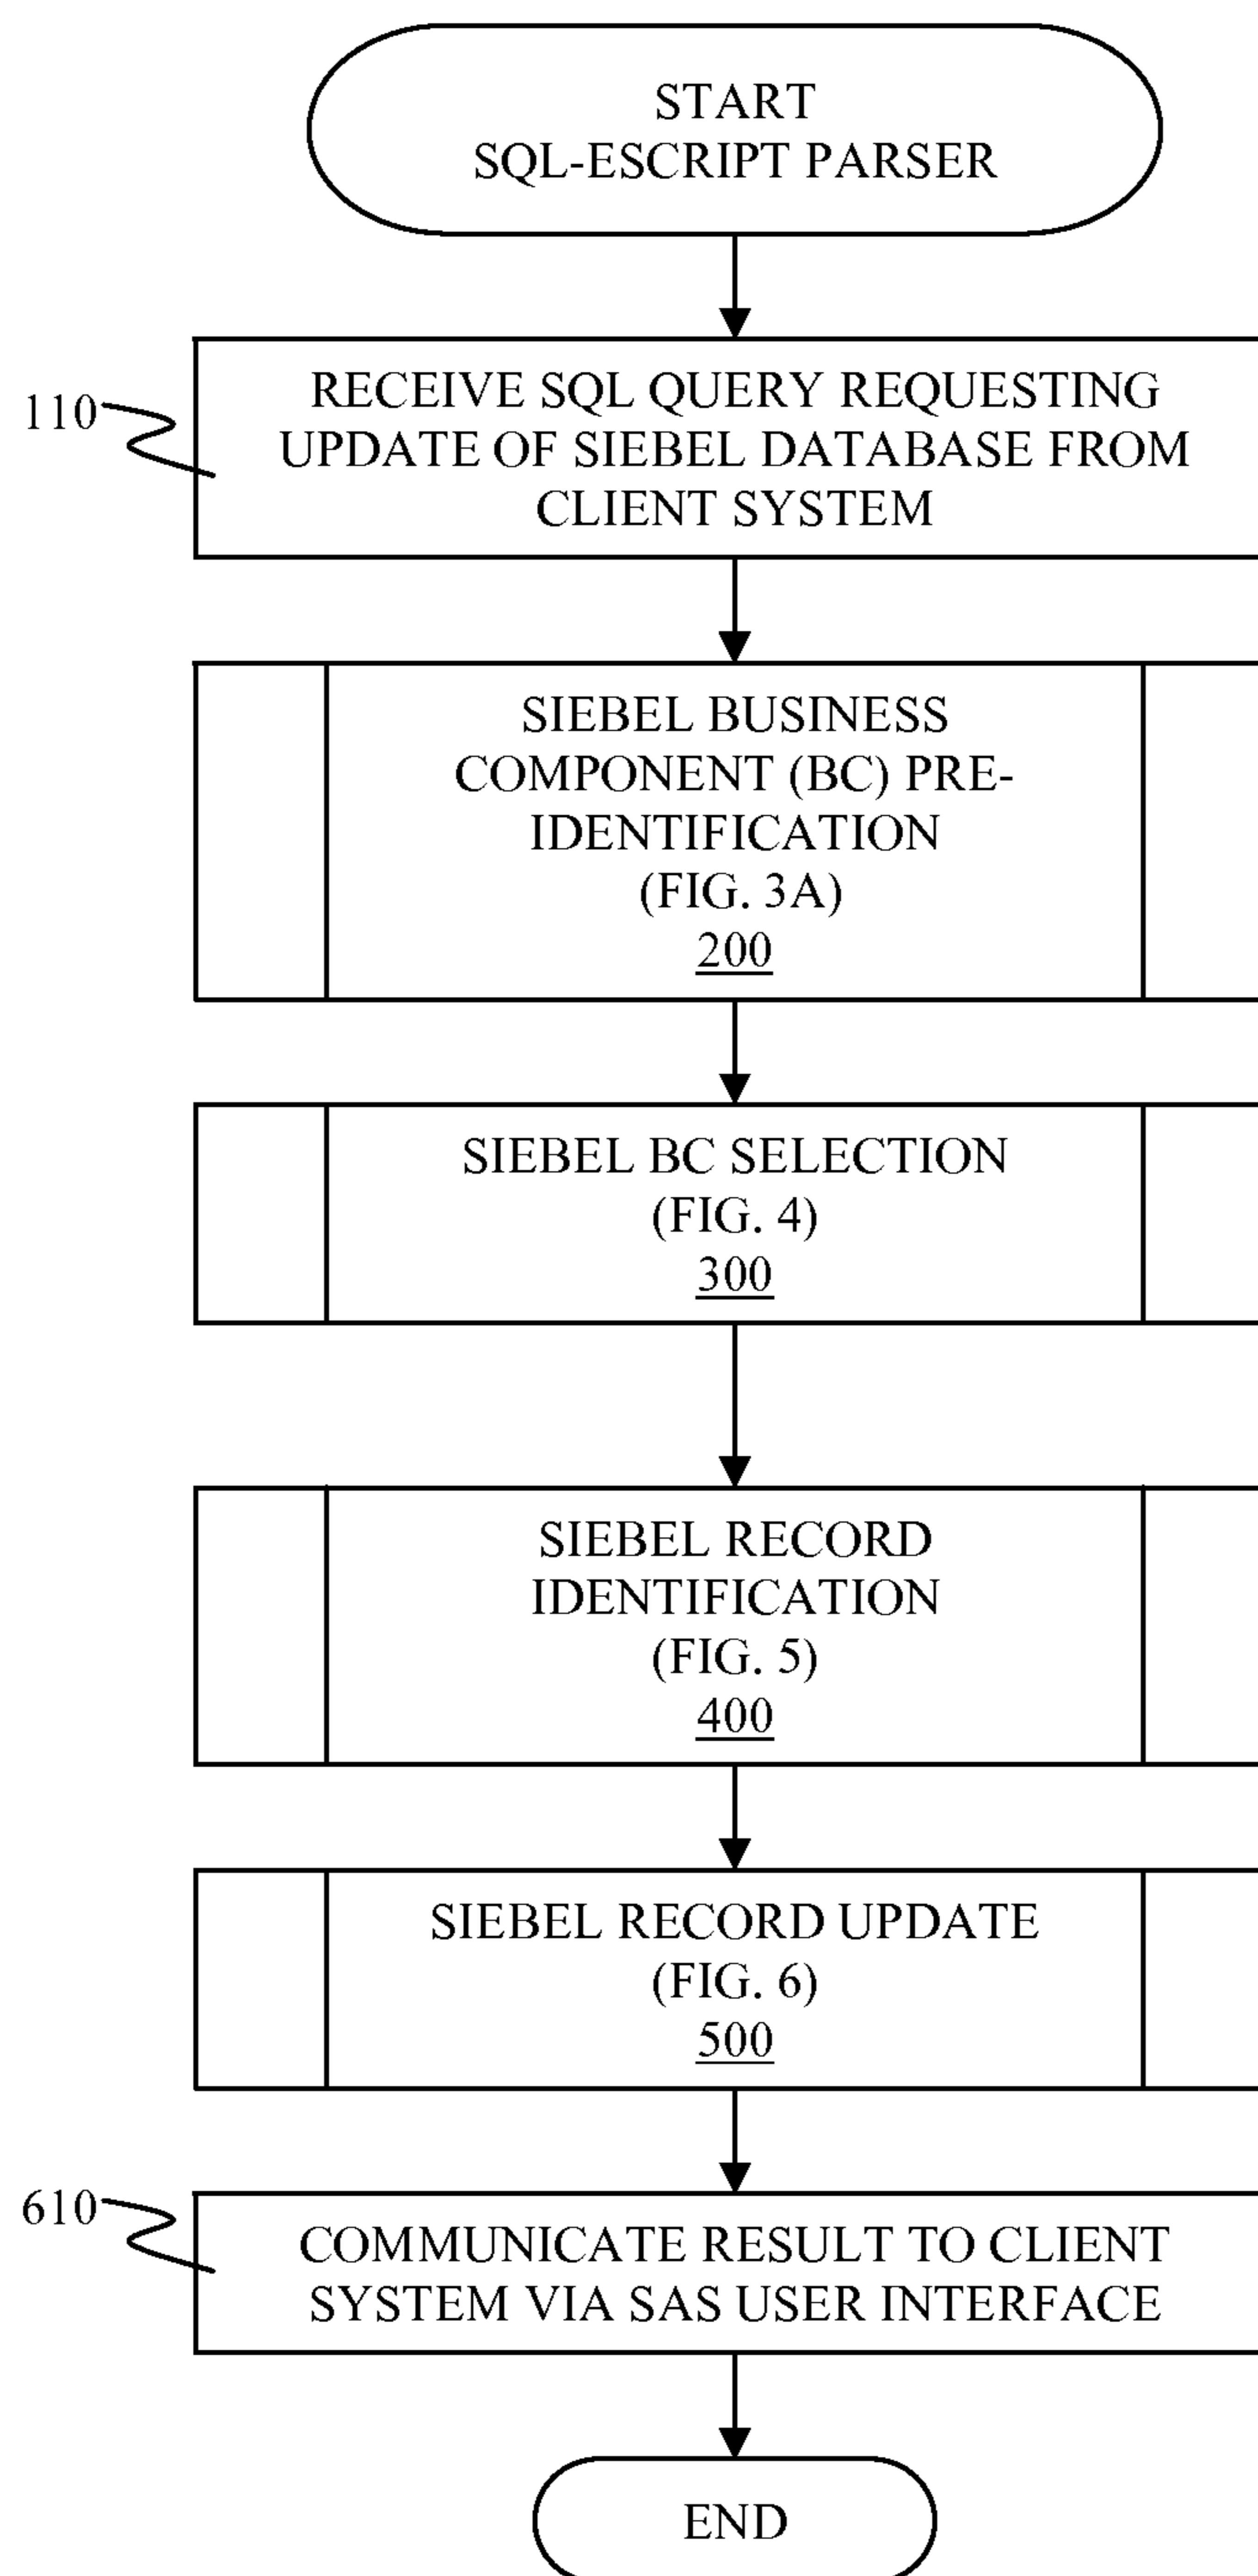 START
SQL-ESCRIPT PARSER
110
RECEIVE SQL QUERY REQUESTING
UPDATE OF SIEBEL DATABASE FROM
CLIENT SYSTEM
SIEBEL BUSINESS
COMPONENT (BC) PRE-
IDENTIFICATION
(FIG. 3A)
200
SIEBEL BC SELECTION
(FIG. 4)
300
SIEBEL RECORD
IDENTIFICATION
(FIG. 5)
400
SIEBEL RECORD UPDATE
(FIG. 6)
500
610
COMMUNICATE RESULT TO CLIENT
SYSTEM VIA SAS USER INTERFACE
END